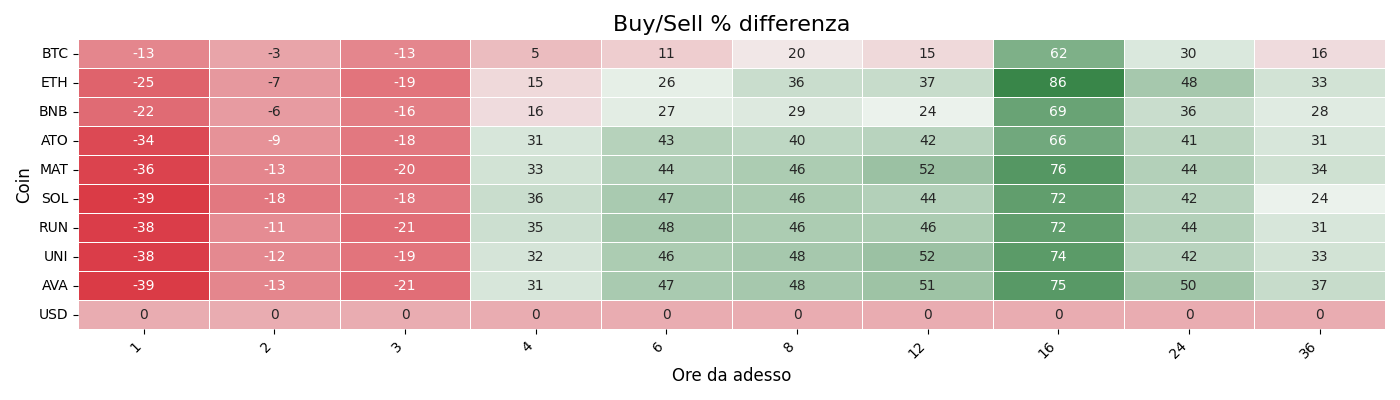 Buy/Sell % differenza
Coin
BTC -13 -3 -13 5 11 20 15 62 30 16
ETH -25 -7 -19 15 26 36 37 86 48 33
BNB -22 -6 -16 16 27 29 24 69 36 28
ATO -34 -9 -18 31 43 40 42 66 41 31
MAT -36 -13 -20 33 44 46 52 76 44 34
SOL -39 -18 -18 36 47 46 44 72 42 24
RUN -38 -11 -21 35 48 46 46 72 44 31
UNI -38 -12 -19 32 46 48 52 74 42 33
AVA -39 -13 -21 31 47 48 51 75 50 37
USD 0 0 0 0 0 0 0 0 0 0
1 2 3 4 6 8 12 16 24 36
Ore da adesso